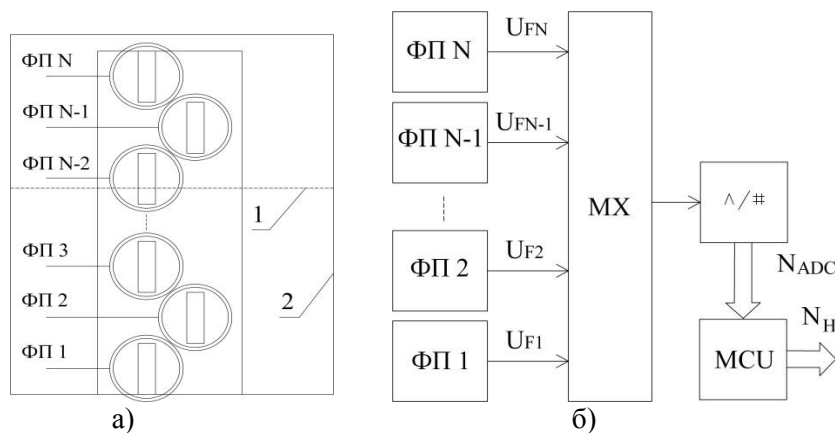 ФП N
ФП N-1
ФП N-2
ФП 3
ФП 2
ФП 1
1
2
а)
ФП N
ФП N-1
ФП 2
ФП 1
UFN
UFN-1
UF2
UF1
MX
^/#
NADC
MCU
NH
б)